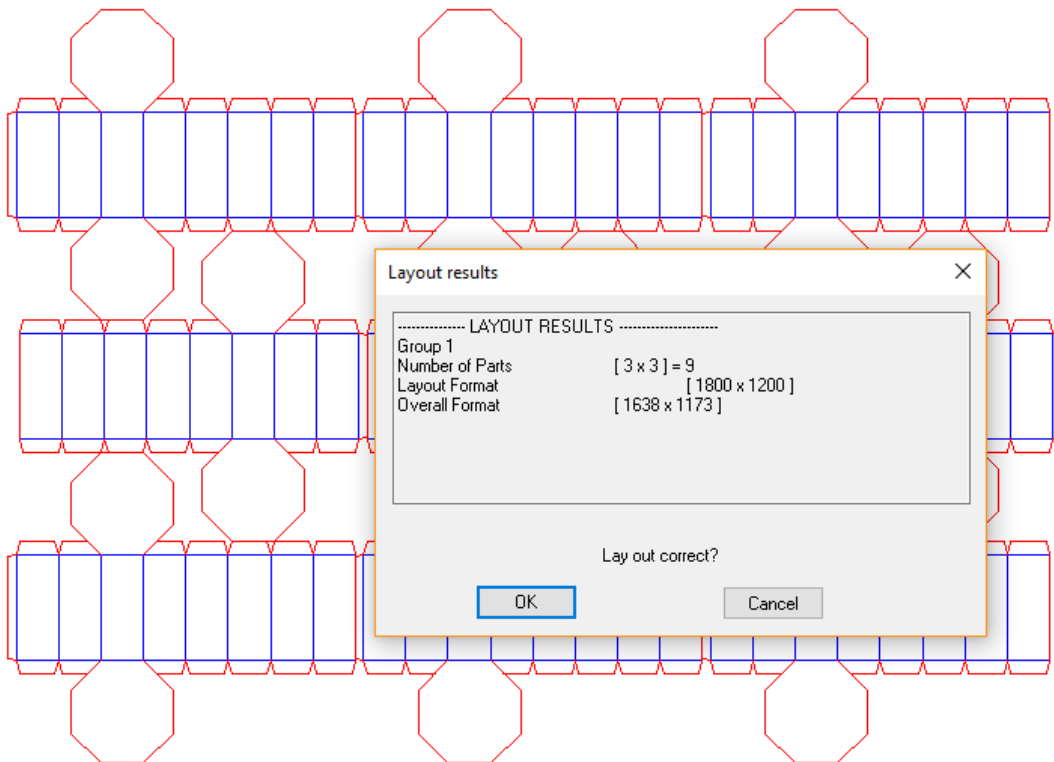 Layout results
-------------- LAYOUT RESULTS ---------------------
Group 1
Number of Parts [ 3 x 3 ] = 9
Layout Format [ 1800 x 1200 ]
Overall Format [ 1638 x 1173 ]
Lay out correct?
OK Cancel